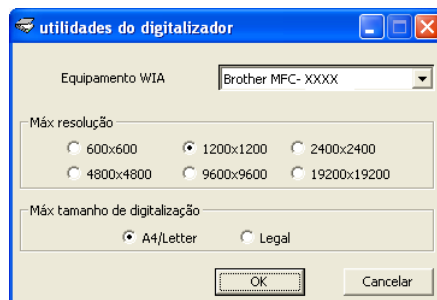 utilidades do digitalizador
Equipamento WIA Brother MFC- XXXX
Máx resolução
600x600 1200x1200 2400x2400
4800x4800 9600x9600 19200x19200
Máx tamanho de digitalização
A4/Letter Legal
OK Cancelar